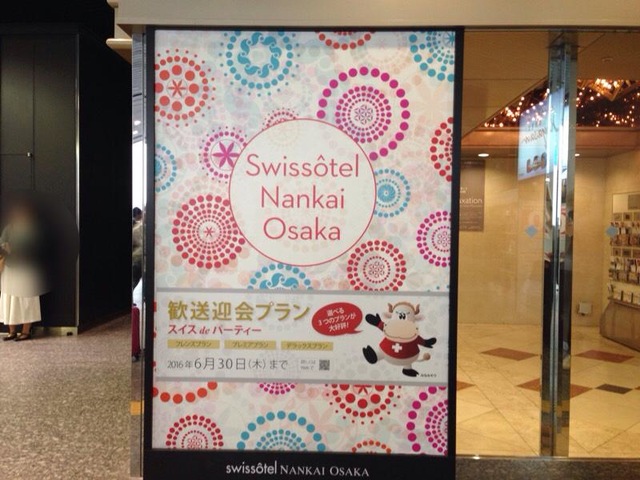 Swissôtel
Nankai
Osaka
歓送迎会プラン
スイス de パーティー
選べる
3つのプランが
大好評!
フレンズプラン プレミアプラン デラックスプラン
2016年6月30日(木)まで
swissôtel NANKAI OSAKA